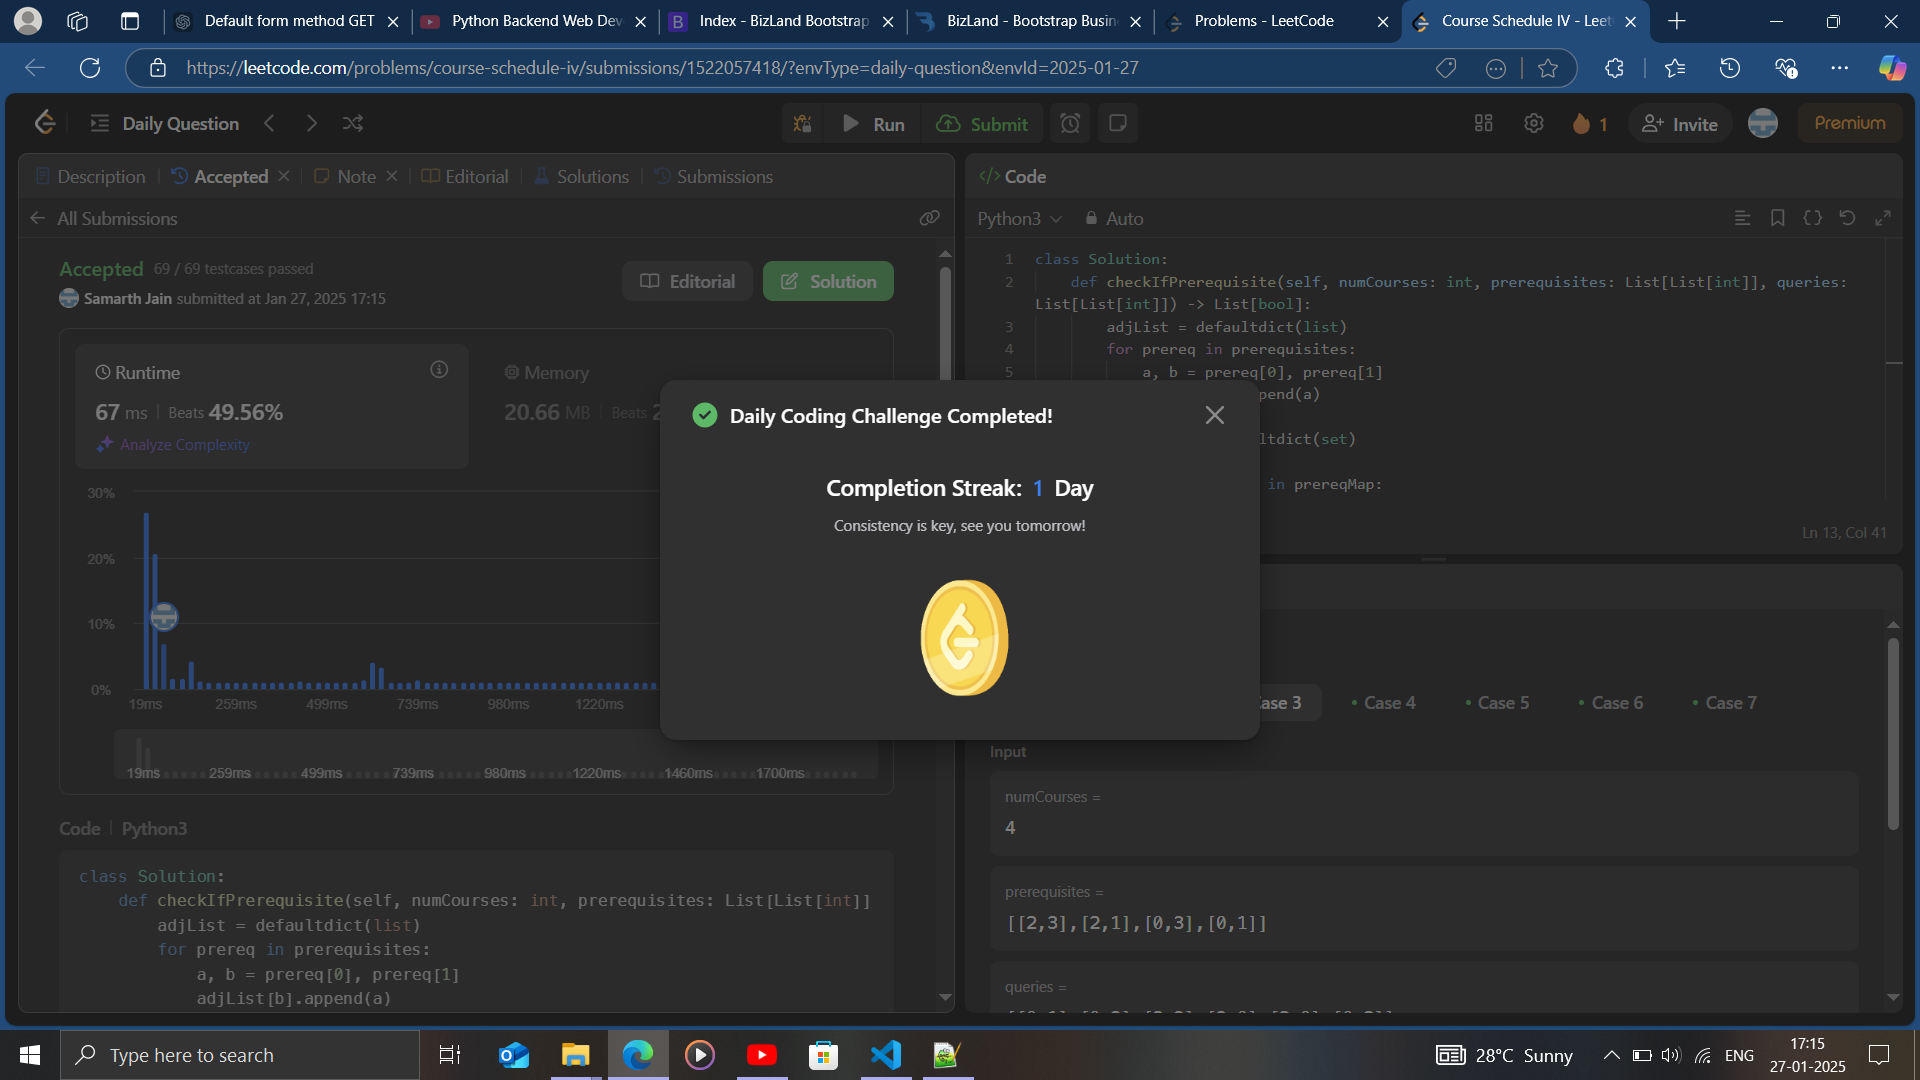 Default form method GET
Python Backend Web Dev
Index - BizLand Bootstrap
BizLand - Bootstrap Busin
Problems - LeetCode
Course Schedule IV - Leet
https://leetcode.com/problems/course-schedule-iv/submissions/1522057418/?envType=daily-question&envId=2025-01-27
Daily Question
Run
Submit
1
Invite
Premium
Description
Accepted
Note
Editorial
Solutions
Submissions
</> Code
All Submissions
Python3
Auto
Accepted 69 / 69 testcases passed
Samarth Jain submitted at Jan 27, 2025 17:15
Editorial
Solution
Runtime
67 ms | Beats 49.56%
Analyze Complexity
Memory
20.66 MB | Beats 2
30%
20%
10%
0%
19ms 259ms 499ms 739ms 980ms 1220ms
19ms 259ms 499ms 739ms 980ms 1220ms 1460ms 1700ms
Code | Python3
class Solution:
def checkIfPrerequisite(self, numCourses: int, prerequisites: List[List[int]]
adjList = defaultdict(list)
for prereq in prerequisites:
a, b = prereq[0], prereq[1]
adjList[b].append(a)
1 class Solution:
2 def checkIfPrerequisite(self, numCourses: int, prerequisites: List[List[int]], queries:
List[List[int]]) -> List[bool]:
3 adjList = defaultdict(list)
4 for prereq in prerequisites:
5 a, b = prereq[0], prereq[1]
pend(a)
ltdict(set)
in prereqMap:
Ln 13, Col 41
Daily Coding Challenge Completed!
Completion Streak: 1 Day
Consistency is key, see you tomorrow!
ase 3
Case 4
Case 5
Case 6
Case 7
Input
numCourses =
4
prerequisites =
[[2,3],[2,1],[0,3],[0,1]]
queries =
Type here to search
28°C Sunny
ENG
17:15
27-01-2025